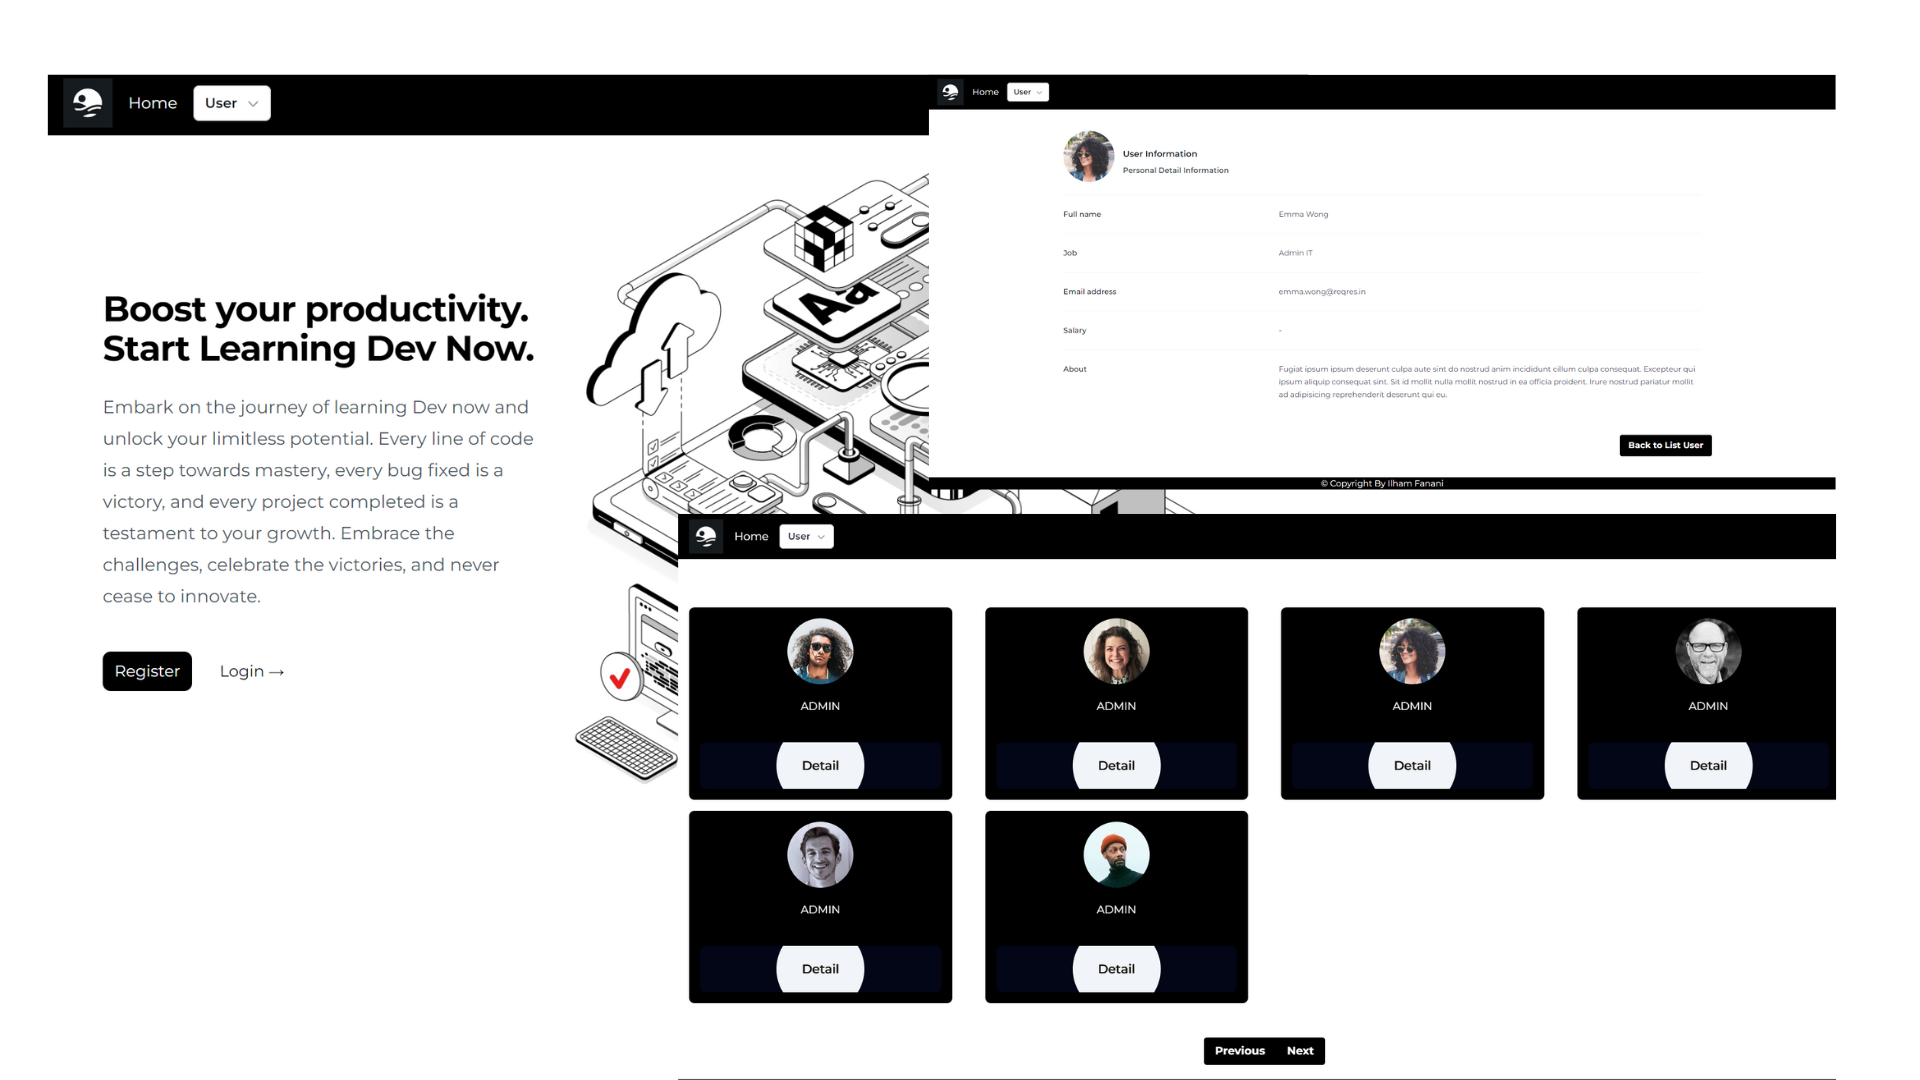 Home
User
Boost your productivity.
Start Learning Dev Now.
Embark on the journey of learning Dev now and
unlock your limitless potential. Every line of code
is a step towards mastery, every bug fixed is a
victory, and every project completed is a
testament to your growth. Embrace the
challenges, celebrate the victories, and never
cease to innovate.
Register
Login →
Aa
1
Home
User
User Information
Personal Detail Information
Full name
Emma Wong
Job
Admin IT
Email address
emma.wong@reqres.in
Salary
-
About
Fugiat ipsum ipsum deserunt culpa aute sint do nostrud anim incididunt cillum culpa consequat. Excepteur qui
ipsum aliquip consequat sint. Sit id mollit nulla mollit nostrud in ea officia proident. Irure nostrud pariatur mollit
ad adipisicing reprehenderit deserunt qui eu.
Back to List User
© Copyright By Ilham Fanani
Home
User
ADMIN
Detail
ADMIN
Detail
ADMIN
Detail
ADMIN
Detail
ADMIN
Detail
ADMIN
Detail
Previous
Next